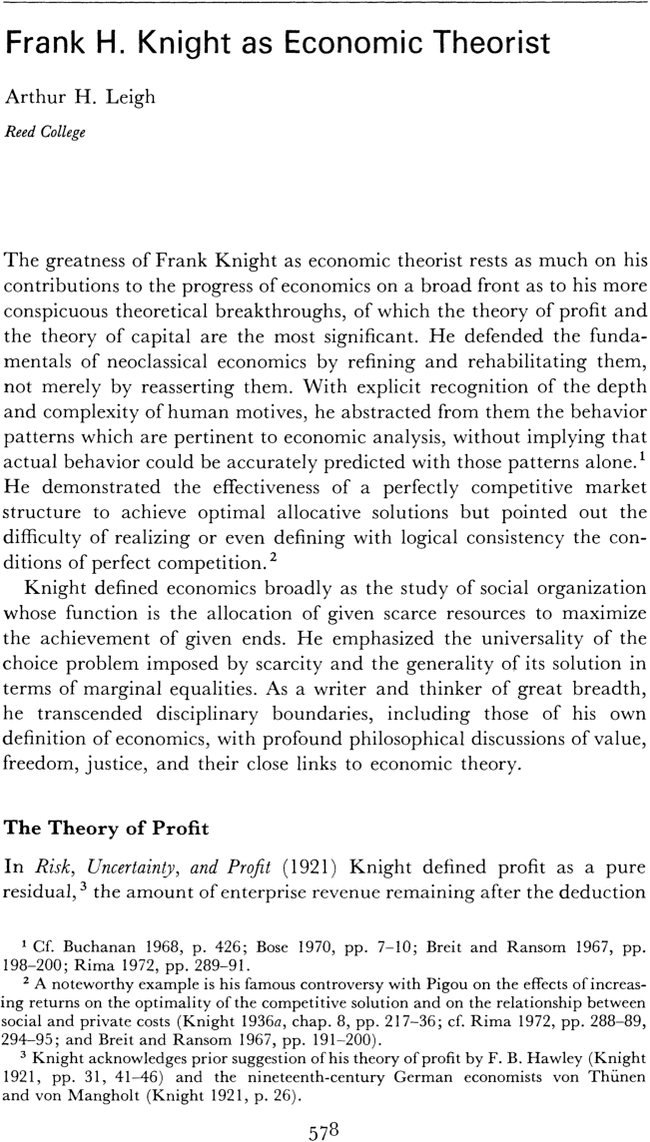 Frank H. Knight as Economic Theorist
Arthur H. Leigh
Reed College
The greatness of Frank Knight as economic theorist rests as much on his
contributions to the progress of economics on a broad front as to his more
conspicuous theoretical breakthroughs, of which the theory of profit and
the theory of capital are the most significant. He defended the funda-
mentals of neoclassical economics by refining and rehabilitating them,
not merely by reasserting them. With explicit recognition of the depth
and complexity of human motives, he abstracted from them the behavior
patterns which are pertinent to economic analysis, without implying that
actual behavior could be accurately predicted with those patterns alone.¹
He demonstrated the effectiveness of a perfectly competitive market
structure to achieve optimal allocative solutions but pointed out the
difficulty of realizing or even defining with logical consistency the con-
ditions of perfect competition.²
Knight defined economics broadly as the study of social organization
whose function is the allocation of given scarce resources to maximize
the achievement of given ends. He emphasized the universality of the
choice problem imposed by scarcity and the generality of its solution in
terms of marginal equalities. As a writer and thinker of great breadth,
he transcended disciplinary boundaries, including those of his own
definition of economics, with profound philosophical discussions of value,
freedom, justice, and their close links to economic theory.
The Theory of Profit
In Risk, Uncertainty, and Profit (1921) Knight defined profit as a pure
residual,³ the amount of enterprise revenue remaining after the deduction
¹ Cf. Buchanan 1968, p. 426; Bose 1970, pp. 7–10; Breit and Ransom 1967, pp.
198–200; Rima 1972, pp. 289–91.
² A noteworthy example is his famous controversy with Pigou on the effects of increas-
ing returns on the optimality of the competitive solution and on the relationship between
social and private costs (Knight 1936a, chap. 8, pp. 217–36; cf. Rima 1972, pp. 288–89,
294–95; and Breit and Ransom 1967, pp. 191–200).
³ Knight acknowledges prior suggestion of his theory of profit by F. B. Hawley (Knight
1921, pp. 31, 41–46) and the nineteenth-century German economists von Thünen
and von Mangholt (Knight 1921, p. 26).
578